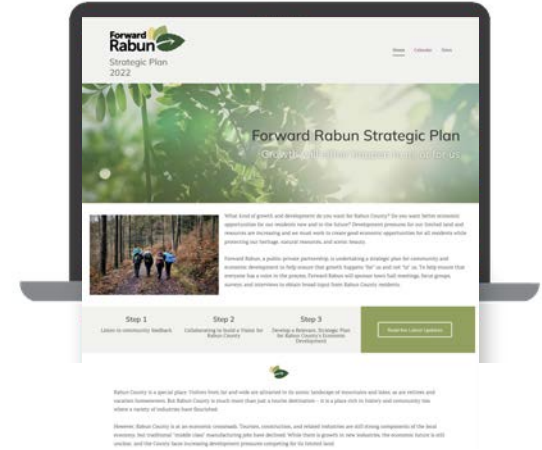 Forward
Rabun
Strategic Plan
2022
Home Calendar Data
Forward Rabun Strategic Plan
Growth will either happen to us or for us
What kind of growth and development do you want for Rabun County? Do you want better economic
opportunities for our residents now and in the future? Development pressures for our limited land and
resources are increasing and we must work to create good economic opportunities for all residents while
protecting our heritage, natural resources, and scenic beauty.
Forward Rabun, a public-private partnership, is undertaking a strategic plan for community and
economic development to help ensure that growth happens "for" us and not "to" us. To help ensure that
everyone has a voice in the process, Forward Rabun will sponsor town hall meetings, focus groups,
surveys, and interviews to obtain broad input from Rabun County residents.
Step 1
Listen to community feedback
Step 2
Collaborating to build a Vision for
Rabun County
Step 3
Develop a Relevant, Strategic Plan
for Rabun County's Economic
Development
Read the Latest Updates
Rabun County is a special place. Visitors from far and wide are attracted to its scenic landscape of mountains and lakes, as are retirees and
vacation homeowners. But Rabun County is much more than just a tourist destination – it is a place rich in history and community ties
where a variety of industries have flourished.
However, Rabun County is at an economic crossroads. Tourism, construction, and related industries are still strong components of the local
economy, but traditional "middle class" manufacturing jobs have declined. While there is growth in new industries, the economic future is still
unclear, and the County faces increasing development pressures competing for its limited land.